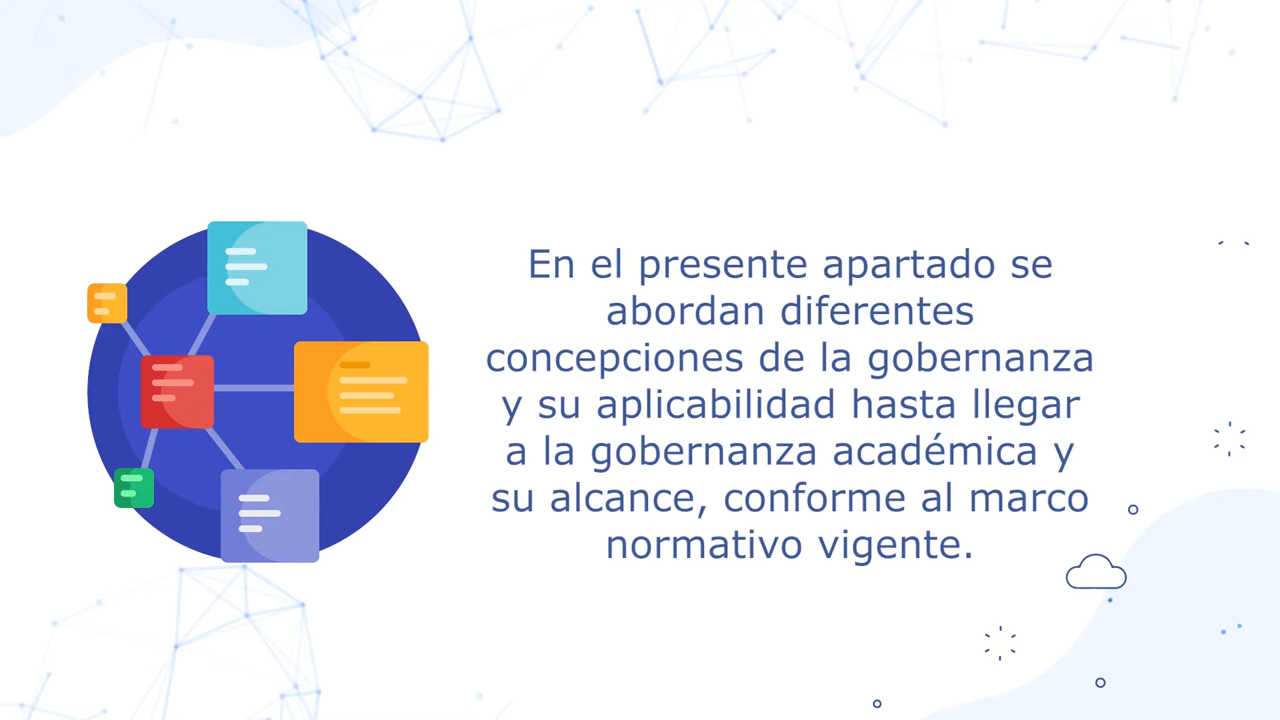 En el presente apartado se
abordan diferentes
concepciones de la gobernanza
y su aplicabilidad hasta llegar
a la gobernanza académica y
su alcance, conforme al marco
normativo vigente.